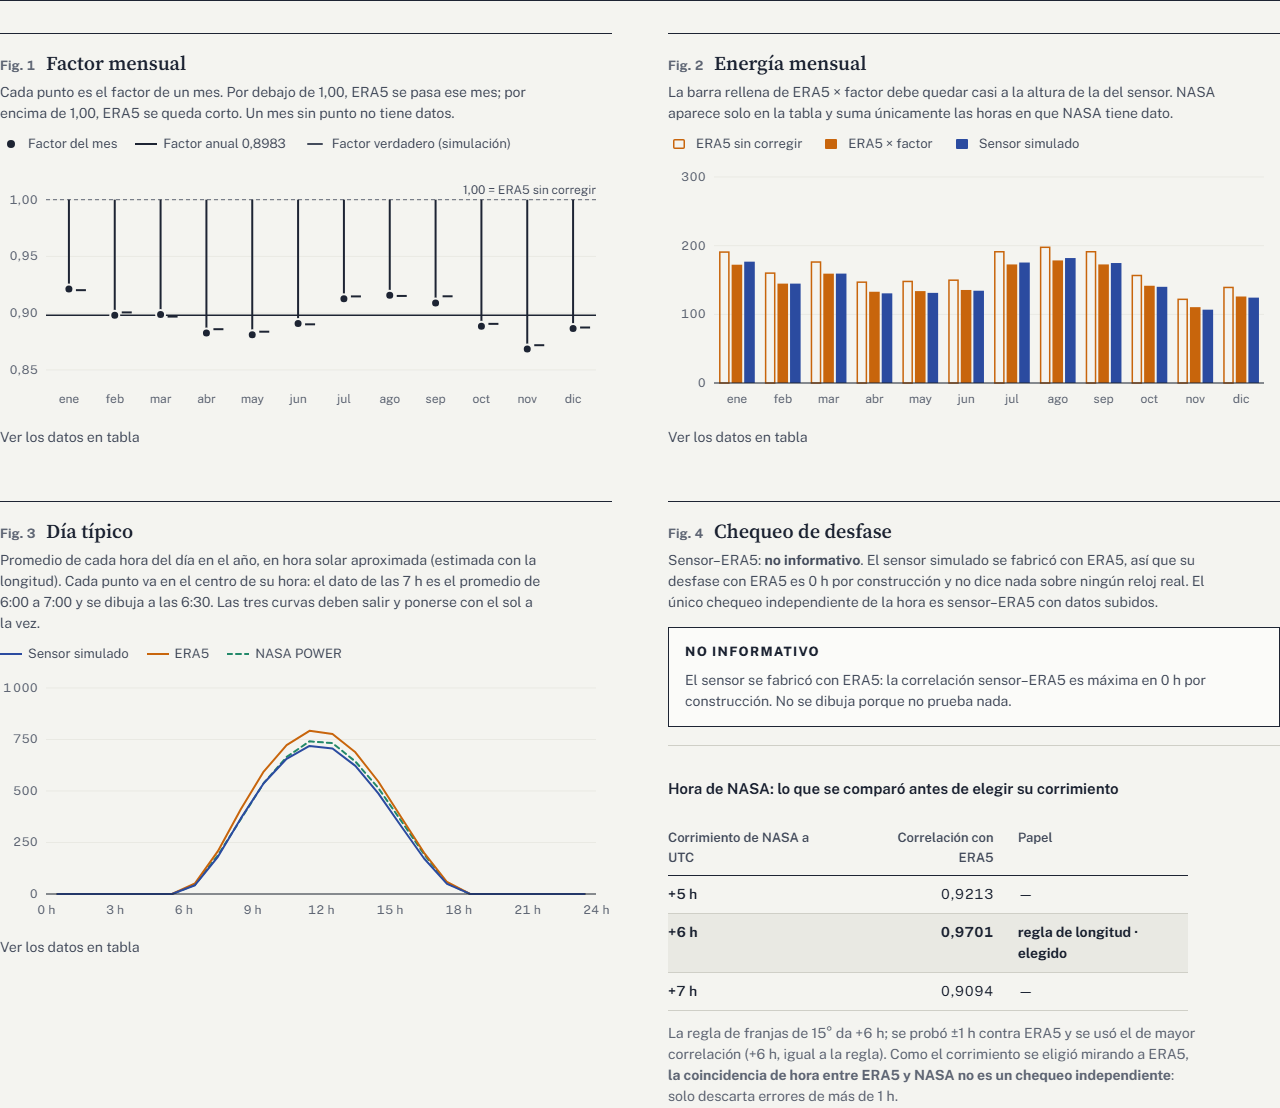 Fig. 1 Factor mensual
Cada punto es el factor de un mes. Por debajo de 1,00, ERA5 se pasa ese mes; por
encima de 1,00, ERA5 se queda corto. Un mes sin punto no tiene datos.
Factor del mes Factor anual 0,8983 Factor verdadero (simulación)
1,00 = ERA5 sin corregir
1,00
0,95
0,90
0,85
ene feb mar abr may jun jul ago sep oct nov dic
Ver los datos en tabla
Fig. 2 Energía mensual
La barra rellena de ERA5 × factor debe quedar casi a la altura de la del sensor. NASA
aparece solo en la tabla y suma únicamente las horas en que NASA tiene dato.
ERA5 sin corregir ERA5 × factor Sensor simulado
300
200
100
0
ene feb mar abr may jun jul ago sep oct nov dic
Ver los datos en tabla
Fig. 3 Día típico
Promedio de cada hora del día en el año, en hora solar aproximada (estimada con la
longitud). Cada punto va en el centro de su hora: el dato de las 7 h es el promedio de
6:00 a 7:00 y se dibuja a las 6:30. Las tres curvas deben salir y ponerse con el sol a
la vez.
Sensor simulado ERA5 NASA POWER
1 000
750
500
250
0
0 h 3 h 6 h 9 h 12 h 15 h 18 h 21 h 24 h
Ver los datos en tabla
Fig. 4 Chequeo de desfase
Sensor–ERA5: no informativo. El sensor simulado se fabricó con ERA5, así que su
desfase con ERA5 es 0 h por construcción y no dice nada sobre ningún reloj real. El
único chequeo independiente de la hora es sensor–ERA5 con datos subidos.
NO INFORMATIVO
El sensor se fabricó con ERA5: la correlación sensor–ERA5 es máxima en 0 h por
construcción. No se dibuja porque no prueba nada.
Hora de NASA: lo que se comparó antes de elegir su corrimiento
Corrimiento de NASA a Correlación con Papel
UTC ERA5
+5 h 0,9213 —
+6 h 0,9701 regla de longitud ·
elegido
+7 h 0,9094 —
La regla de franjas de 15° da +6 h; se probó ±1 h contra ERA5 y se usó el de mayor
correlación (+6 h, igual a la regla). Como el corrimiento se eligió mirando a ERA5,
la coincidencia de hora entre ERA5 y NASA no es un chequeo independiente:
solo descarta errores de más de 1 h.